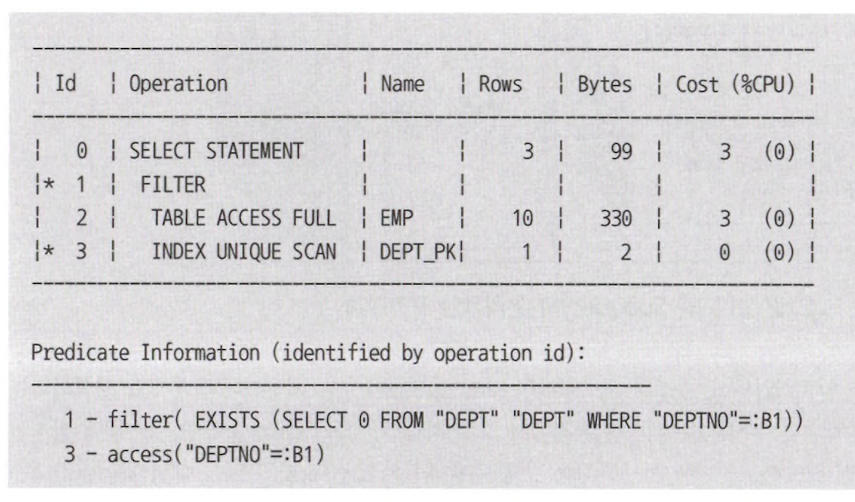 | Id | Operation | Name | Rows | Bytes | Cost (%CPU) |
| 0 | SELECT STATEMENT | | 3 | 99 | 3 (0) |
|* 1 | FILTER | | | | |
| 2 | TABLE ACCESS FULL | EMP | 10 | 330 | 3 (0) |
|* 3 | INDEX UNIQUE SCAN | DEPT_PK| 1 | 2 | 0 (0) |
Predicate Information (identified by operation id):
1 - filter( EXISTS (SELECT 0 FROM "DEPT" "DEPT" WHERE "DEPTNO"=:B1))
3 - access("DEPTNO"=:B1)